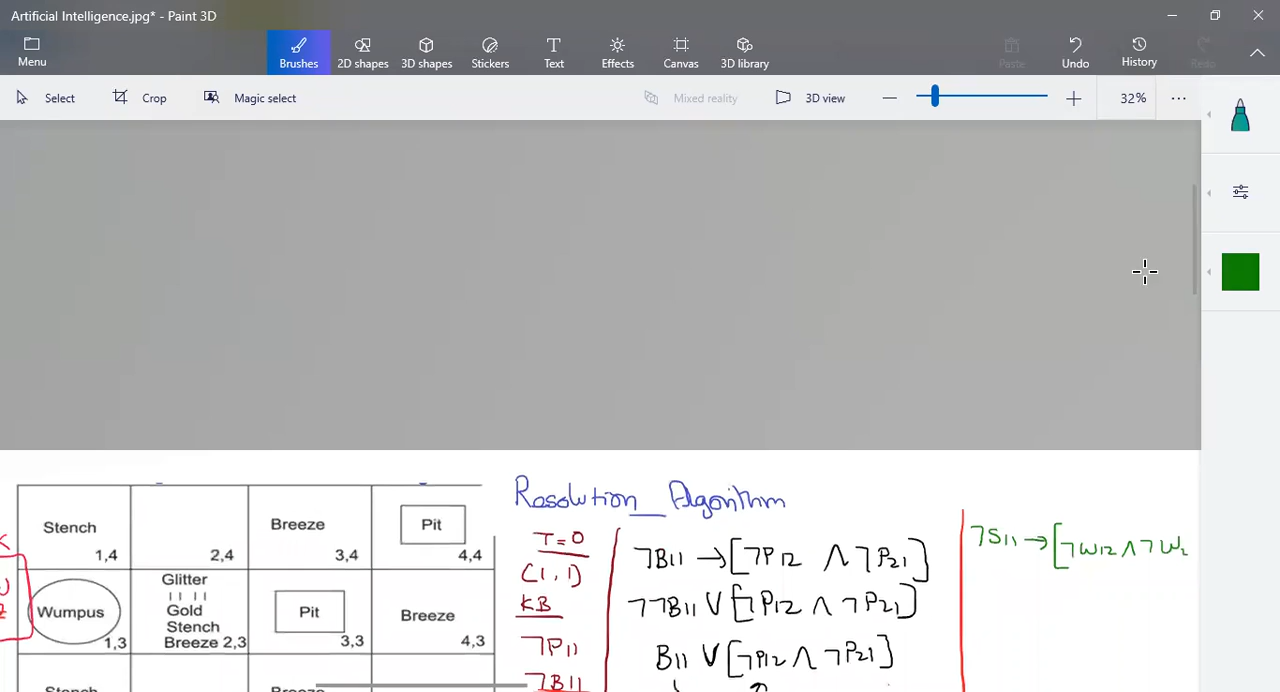 Artificial Intelligence.jpg* - Paint 3D
Menu
Brushes
2D shapes
3D shapes
Stickers
Text
Effects
Canvas
3D library
Paste
Undo
History
Redo
Select
Crop
Magic select
Mixed reality
3D view
32%
Resolution Algorithm
Stench
1,4
2,4
Breeze
3,4
Pit
4,4
Wumpus
1,3
Glitter
Gold
Stench
Breeze 2,3
Pit
3,3
Breeze
4,3
T=0
(1,1)
KB
¬P11
¬B11
¬B11 → [¬P12 ∧ ¬P21]
¬¬B11 ∨ [¬P12 ∧ ¬P21]
B11 ∨ [¬P12 ∧ ¬P21]
¬S11 → [¬W12 ∧ ¬W2